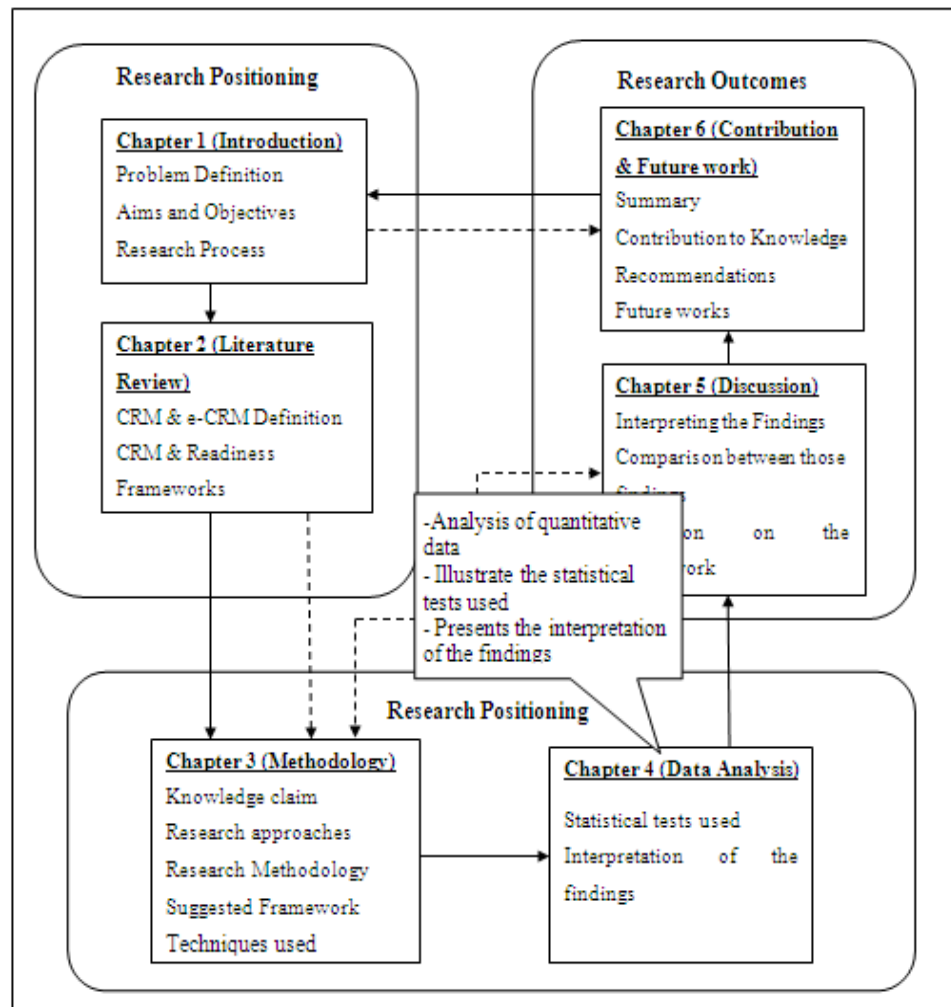 Research Positioning
Chapter 1 (Introduction)
Problem Definition
Aims and Objectives
Research Process
Chapter 2 (Literature
Review)
CRM & e-CRM Definition
CRM & Readiness
Frameworks
Research Outcomes
Chapter 6 (Contribution
& Future work)
Summary
Contribution to Knowledge
Recommendations
Future works
Chapter 5 (Discussion)
Interpreting the Findings
Comparison between those
findings
on the
-Analysis of quantitative
data
- Illustrate the statistical
tests used
- Presents the interpretation
of the findings
Research Positioning
Chapter 3 (Methodology)
Knowledge claim
Research approaches
Research Methodology
Suggested Framework
Techniques used
Chapter 4 (Data Analysis)
Statistical tests used
Interpretation of the
findings